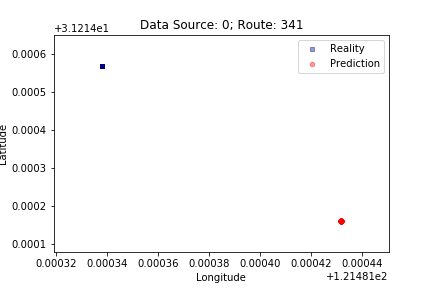 Data Source: 0; Route: 341
+3.1214e1
Reality
Prediction
0.0006
0.0005
0.0004
0.0003
0.0002
0.0001
Latitude
0.00032 0.00034 0.00036 0.00038 0.00040 0.00042 0.00044
Longitude
+1.21481e2